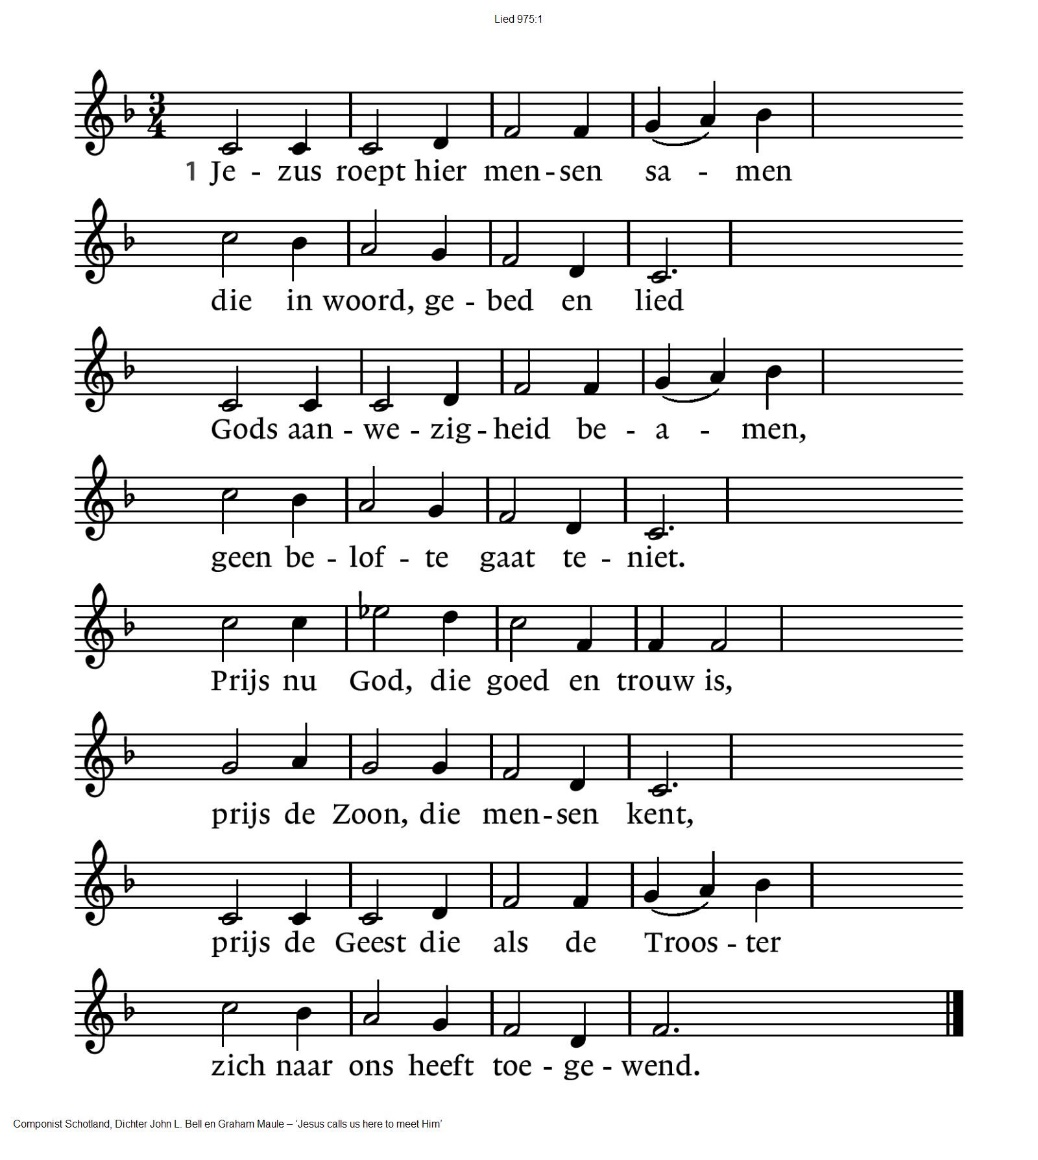 Lied 975:1
3
4
1 Je - zus roept hier men - sen sa - men
die in woord, ge - bed en lied
Gods aan - we - zig - heid be - a - men,
geen be - lof - te gaat te - niet.
Prijs nu God, die goed en trouw is,
prijs de Zoon, die men - sen kent,
prijs de Geest die als de Troos - ter
zich naar ons heeft toe - ge - wend.
Componist Schotland, Dichter John L. Bell en Graham Maule – ‘Jesus calls us here to meet Him’